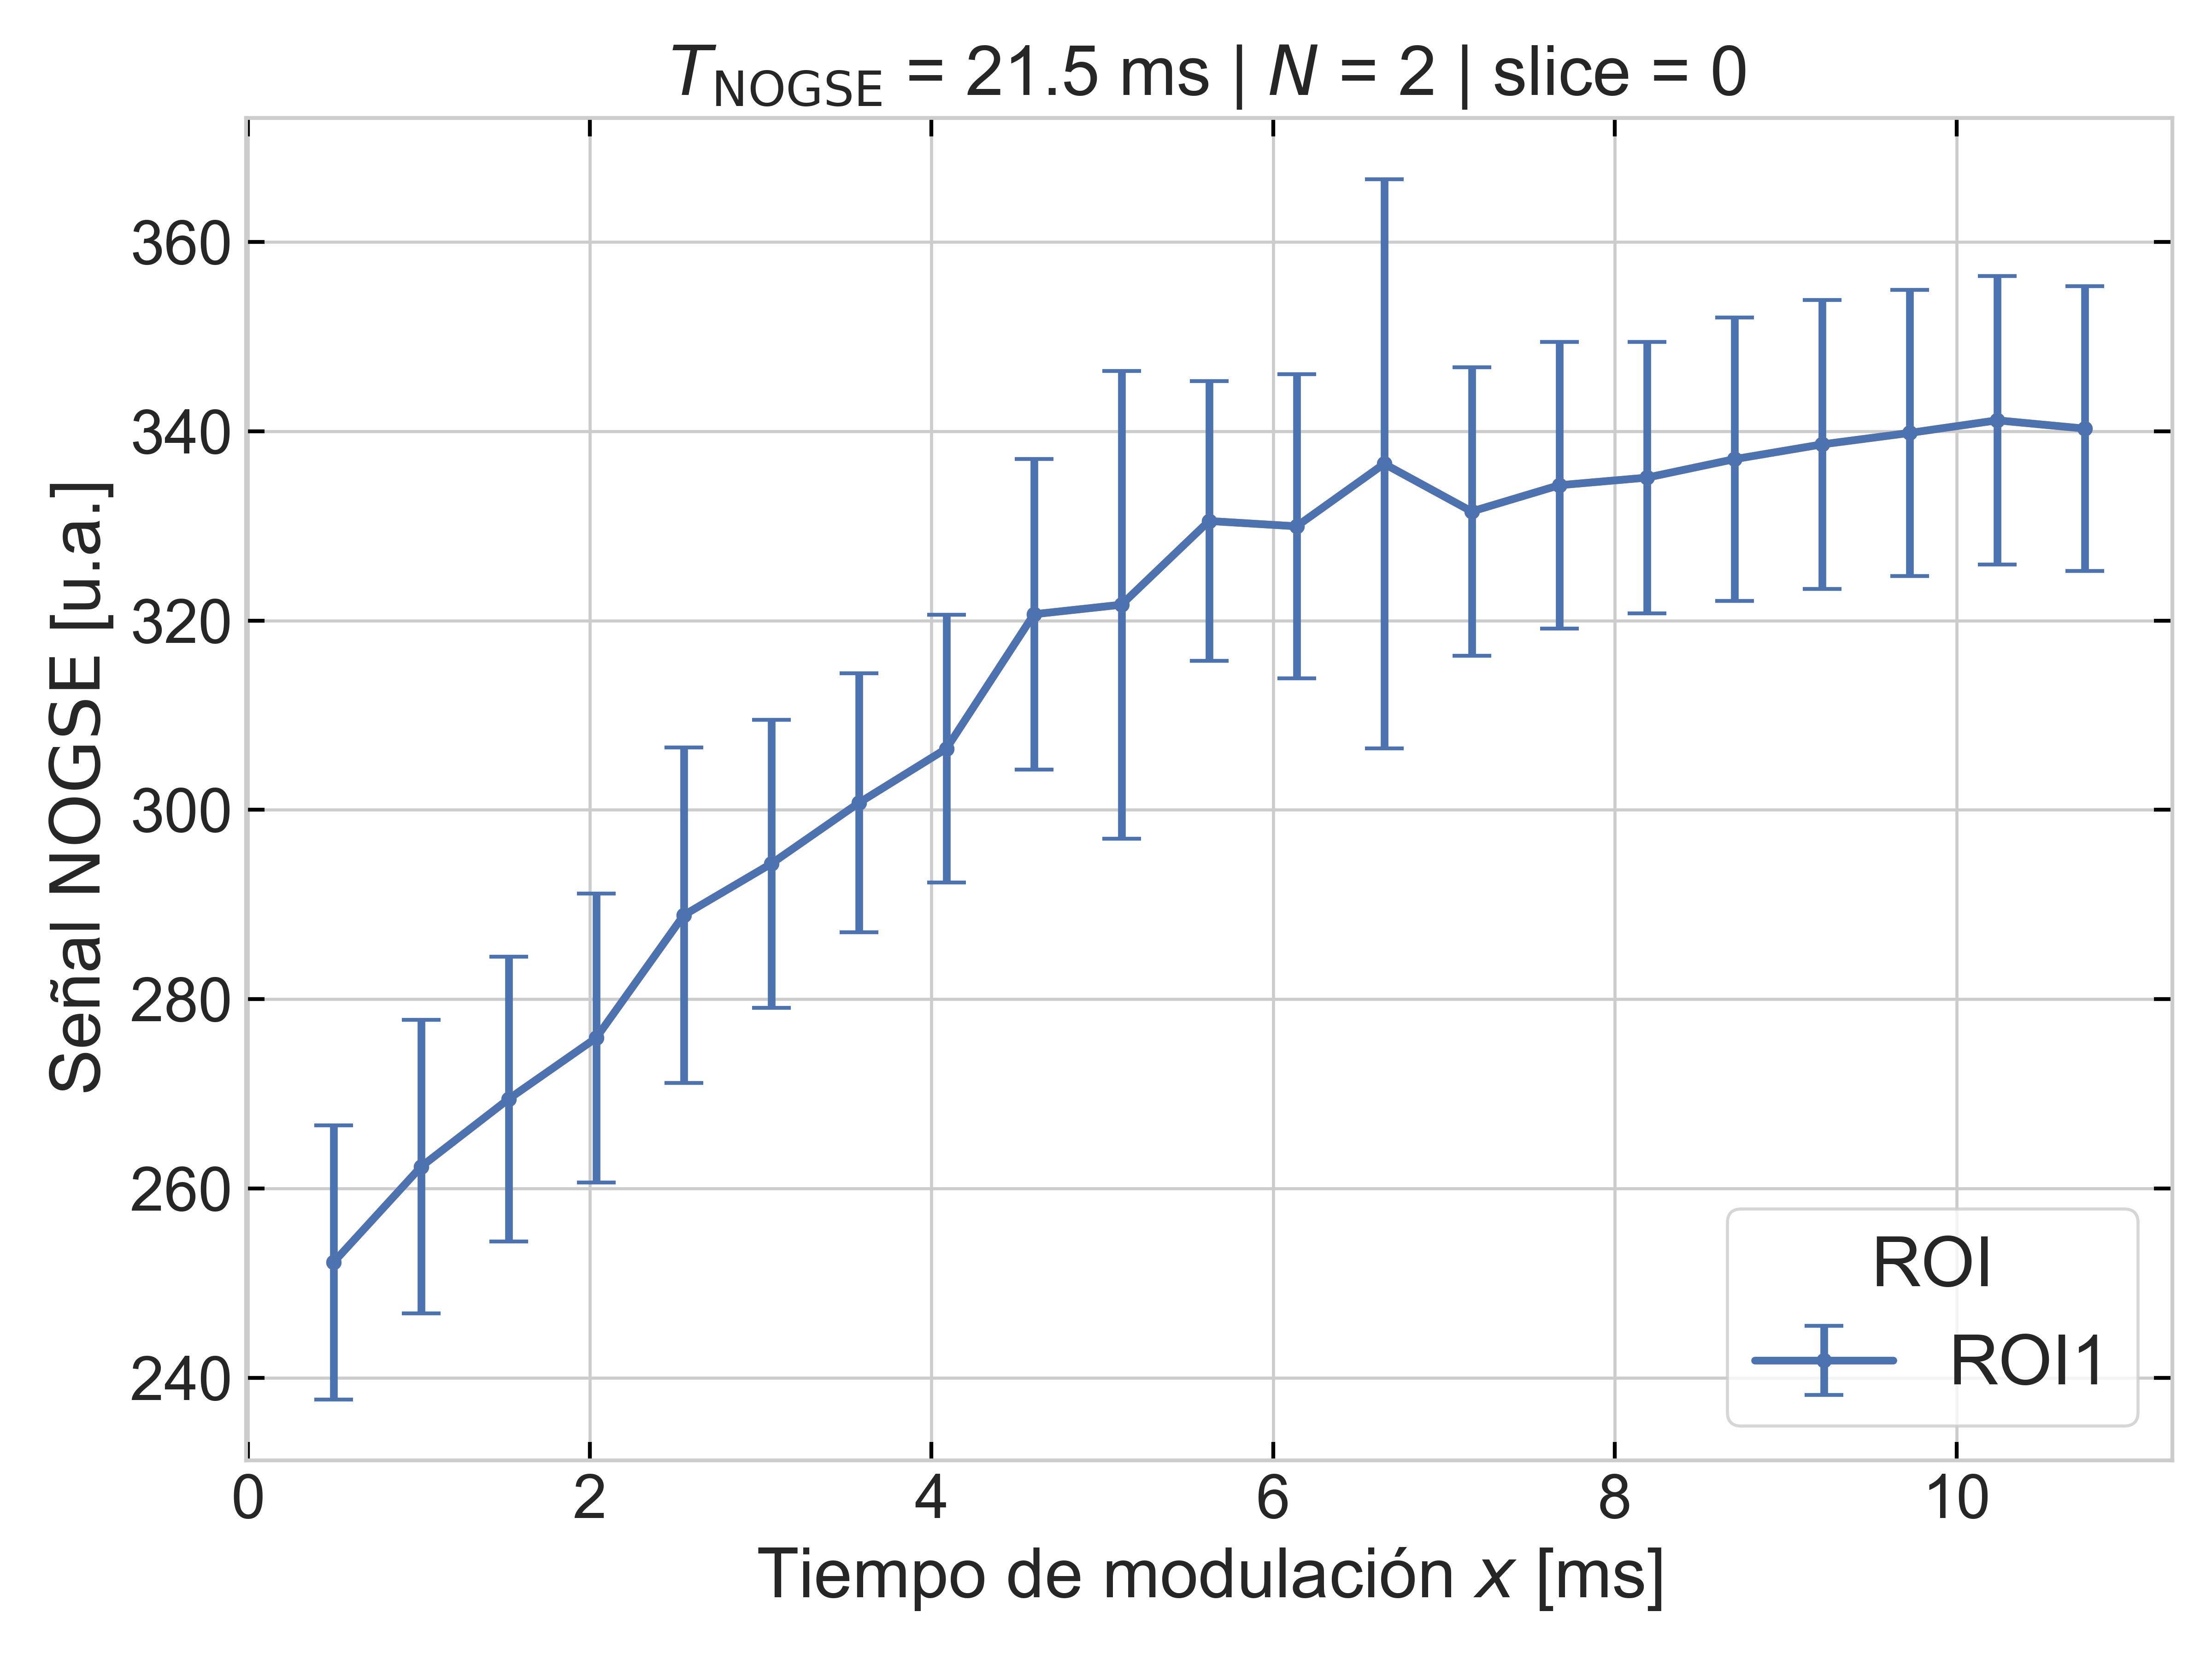 T_NOGSE = 21.5 ms | N = 2 | slice = 0
Señal NOGSE [u.a.]
360
340
320
300
280
260
240
ROI
ROI1
0 2 4 6 8 10
Tiempo de modulación x [ms]